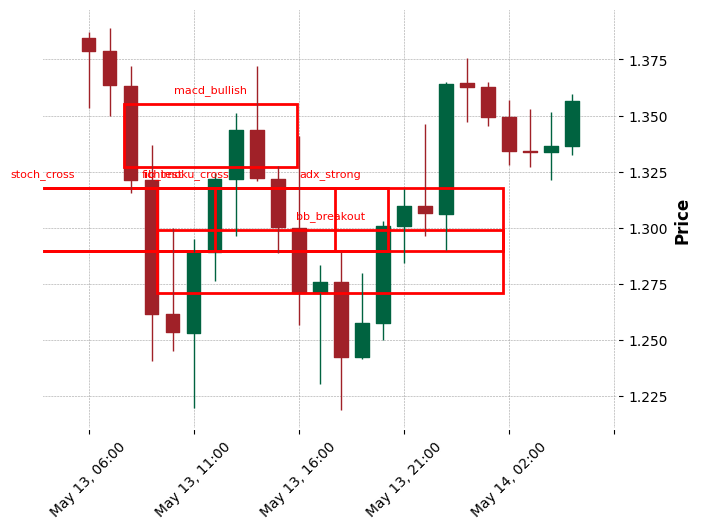 1.375
1.350
macd_bullish
1.325
stoch_cross
ichimoku_cross
adx_strong
bb_breakout
1.300
1.275
1.250
1.225
Price
May 13, 06:00
May 13, 11:00
May 13, 16:00
May 13, 21:00
May 14, 02:00